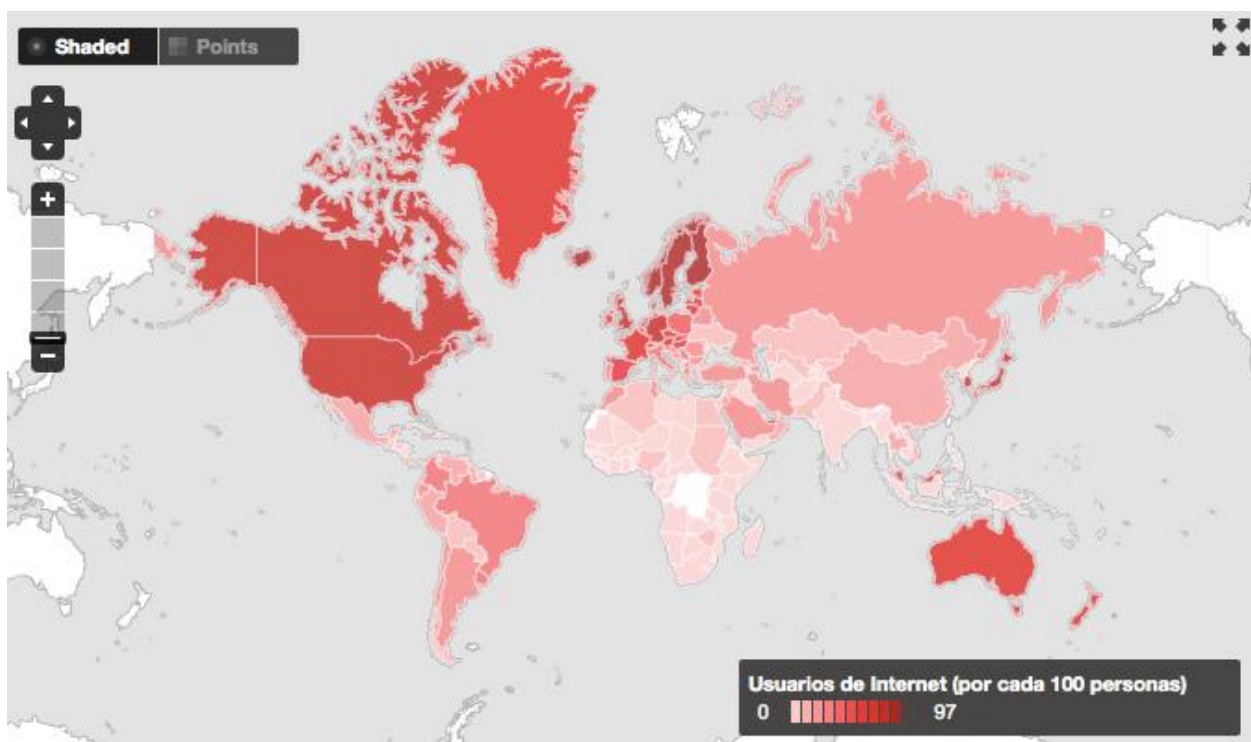 Shaded Points
+
−
Usuarios de Internet (por cada 100 personas)
0 97